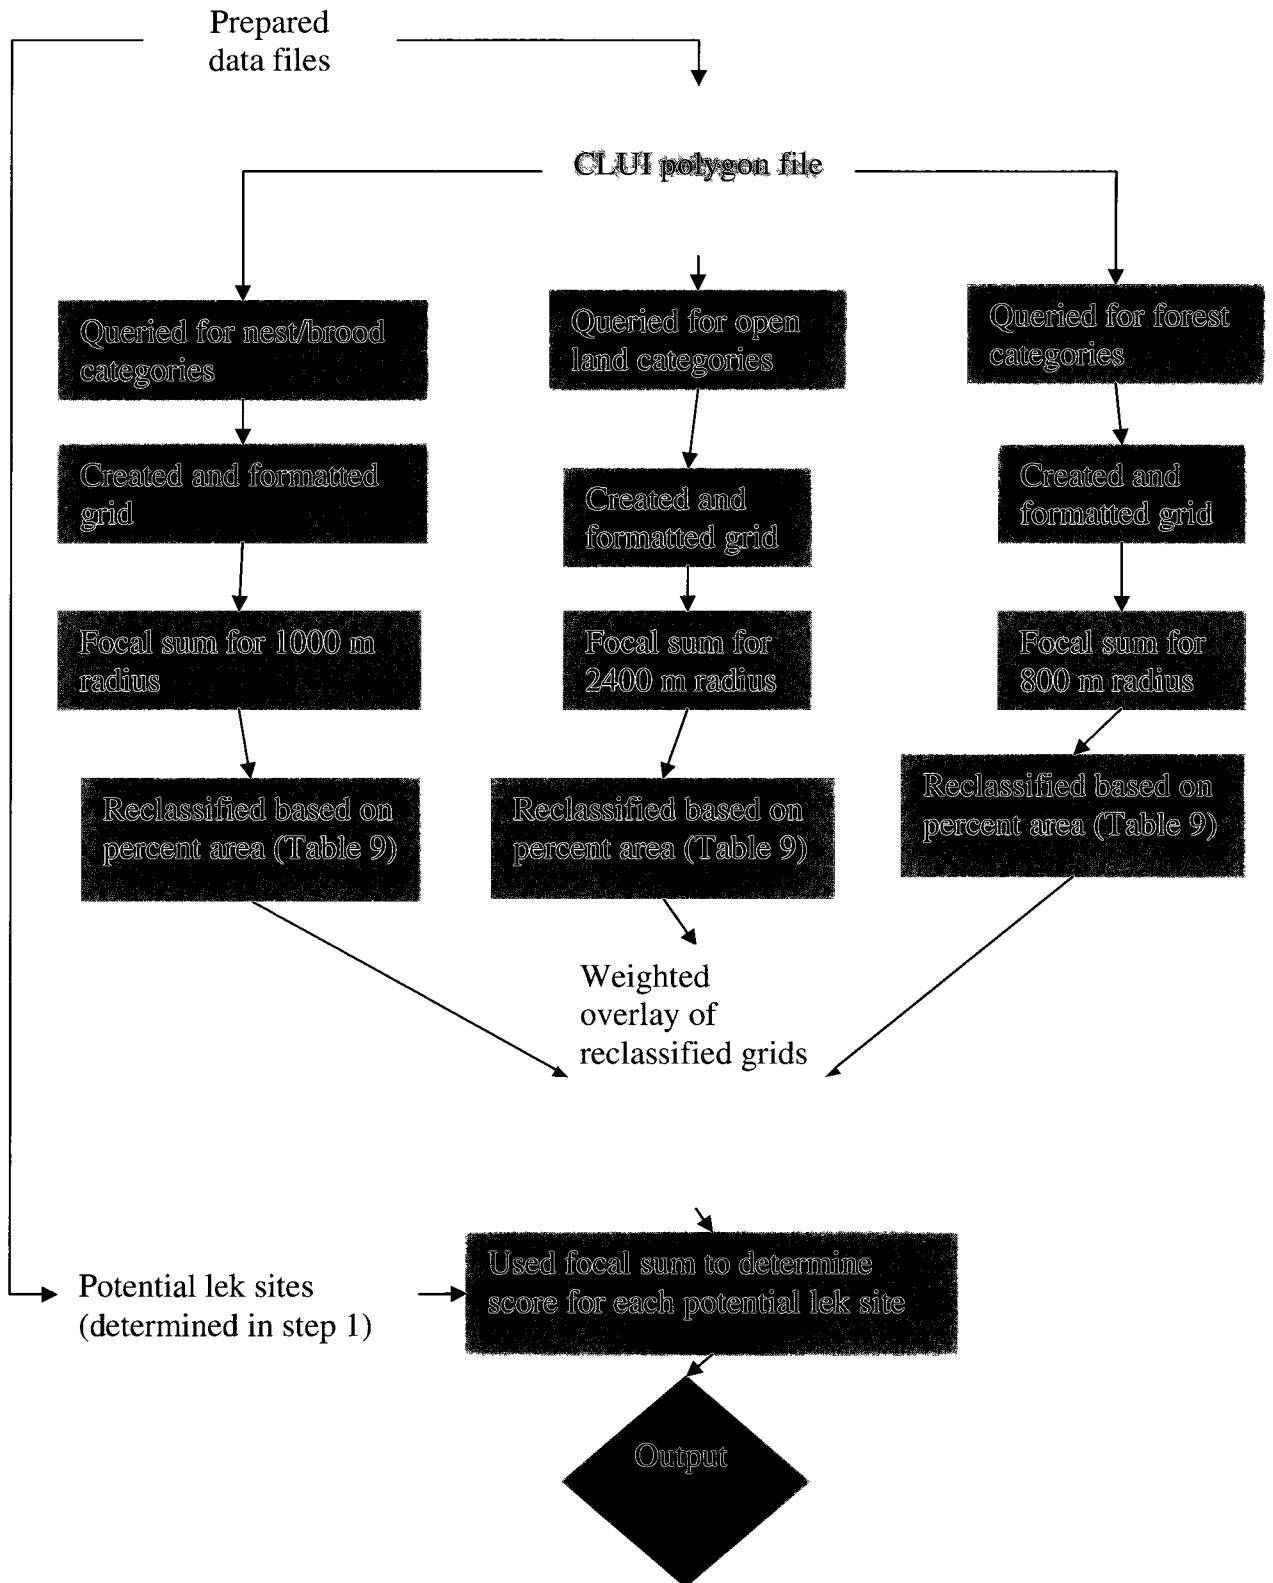 Prepared
data files
CLUI polygon file
Queried for nest/brood
categories
Queried for open
land categories
Queried for forest
categories
Created and formatted
grid
Created and
formatted grid
Created and
formatted grid
Focal sum for 1000 m
radius
Focal sum for
2400 m radius
Focal sum for
800 m radius
Reclassified based on
percent area (Table 9)
Reclassified based on
percent area (Table 9)
Reclassified based on
percent area (Table 9)
Weighted
overlay of
reclassified grids
Potential lek sites
(determined in step 1)
Used focal sum to determine
score for each potential lek site
Output